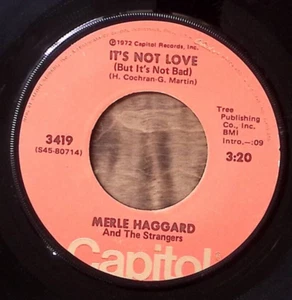 ℗ 1972 Capitol Records, Inc.
IT'S NOT LOVE
(But It's Not Bad)
(H. Cochran-G. Martin)
3419
(S45-80714)
Tree
Publishing
Co., Inc.
BMI
Intro.—:09
3:20
MERLE HAGGARD
And The Strangers
Capitol